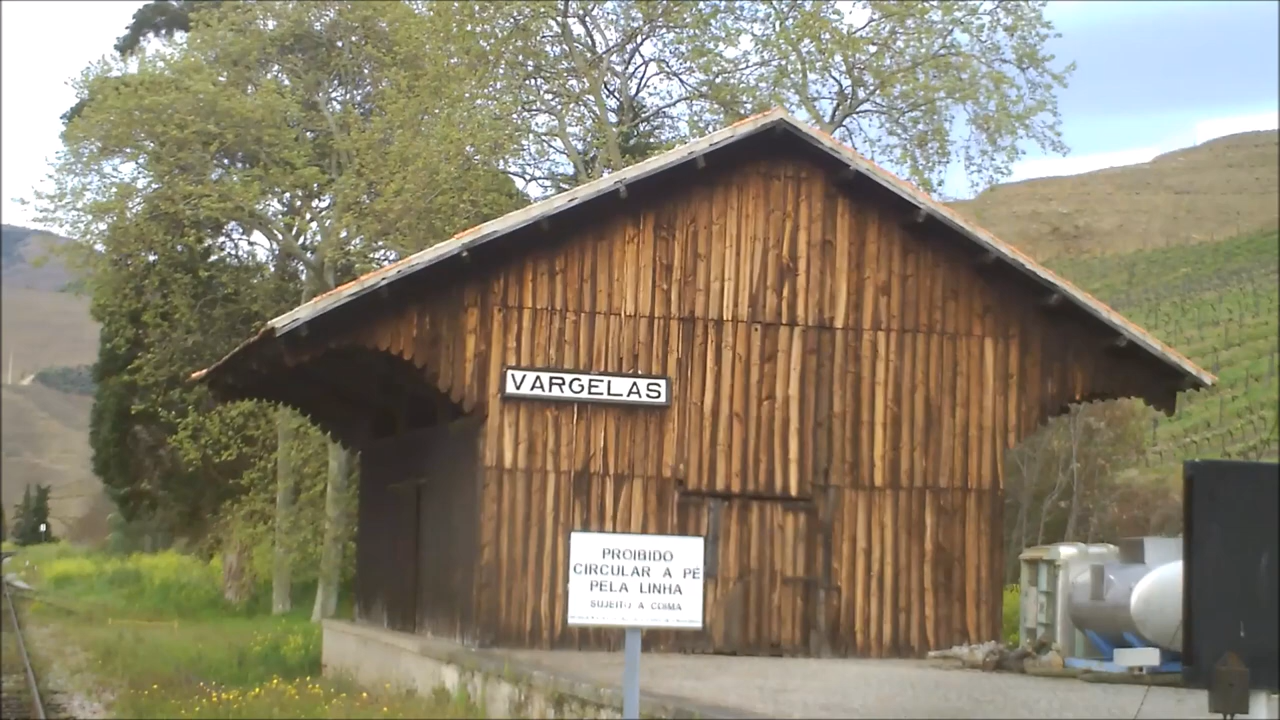 VARGELAS
PROIBIDO
CIRCULAR A PÉ
PELA LINHA
SUJEITO A COIMA